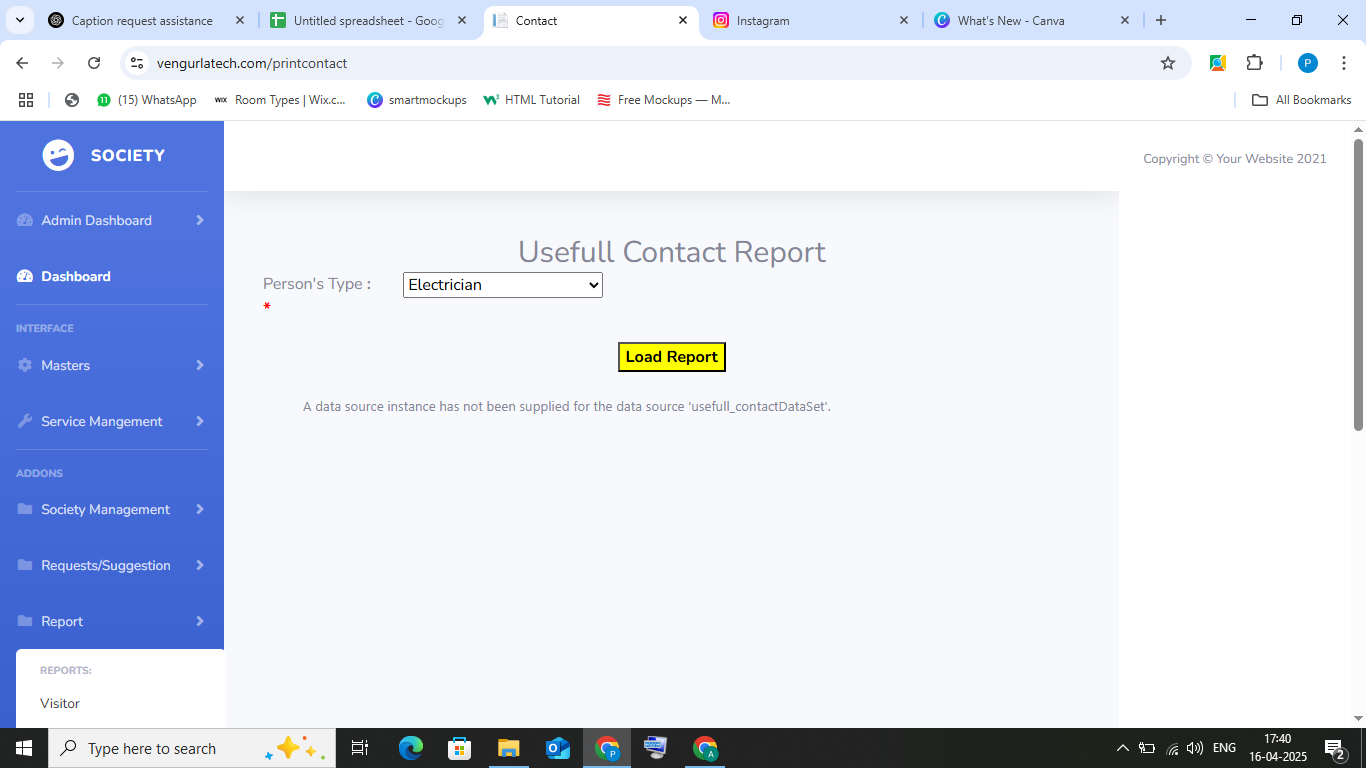 Caption request assistance
Untitled spreadsheet - Goog
Contact
Instagram
What's New - Canva
vengurlatech.com/printcontact
P
(15) WhatsApp
WIX Room Types | Wix.c...
smartmockups
HTML Tutorial
Free Mockups — M...
All Bookmarks
SOCIETY
Copyright © Your Website 2021
Admin Dashboard
Dashboard
Usefull Contact Report
Person's Type :
*
Electrician
INTERFACE
Masters
Load Report
Service Mangement
A data source instance has not been supplied for the data source 'usefull_contactDataSet'.
ADDONS
Society Management
Requests/Suggestion
Report
REPORTS:
Visitor
Type here to search
ENG
17:40
16-04-2025
2